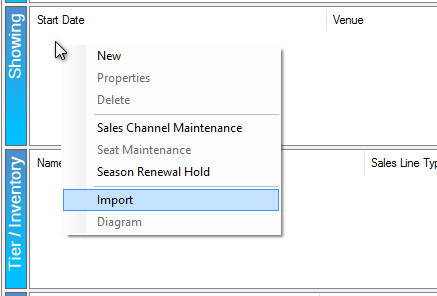 Showing
Start Date
Venue
New
Properties
Delete
Sales Channel Maintenance
Seat Maintenance
Season Renewal Hold
Import
Diagram
Tier / Inventory
Name
Sales Line Typ